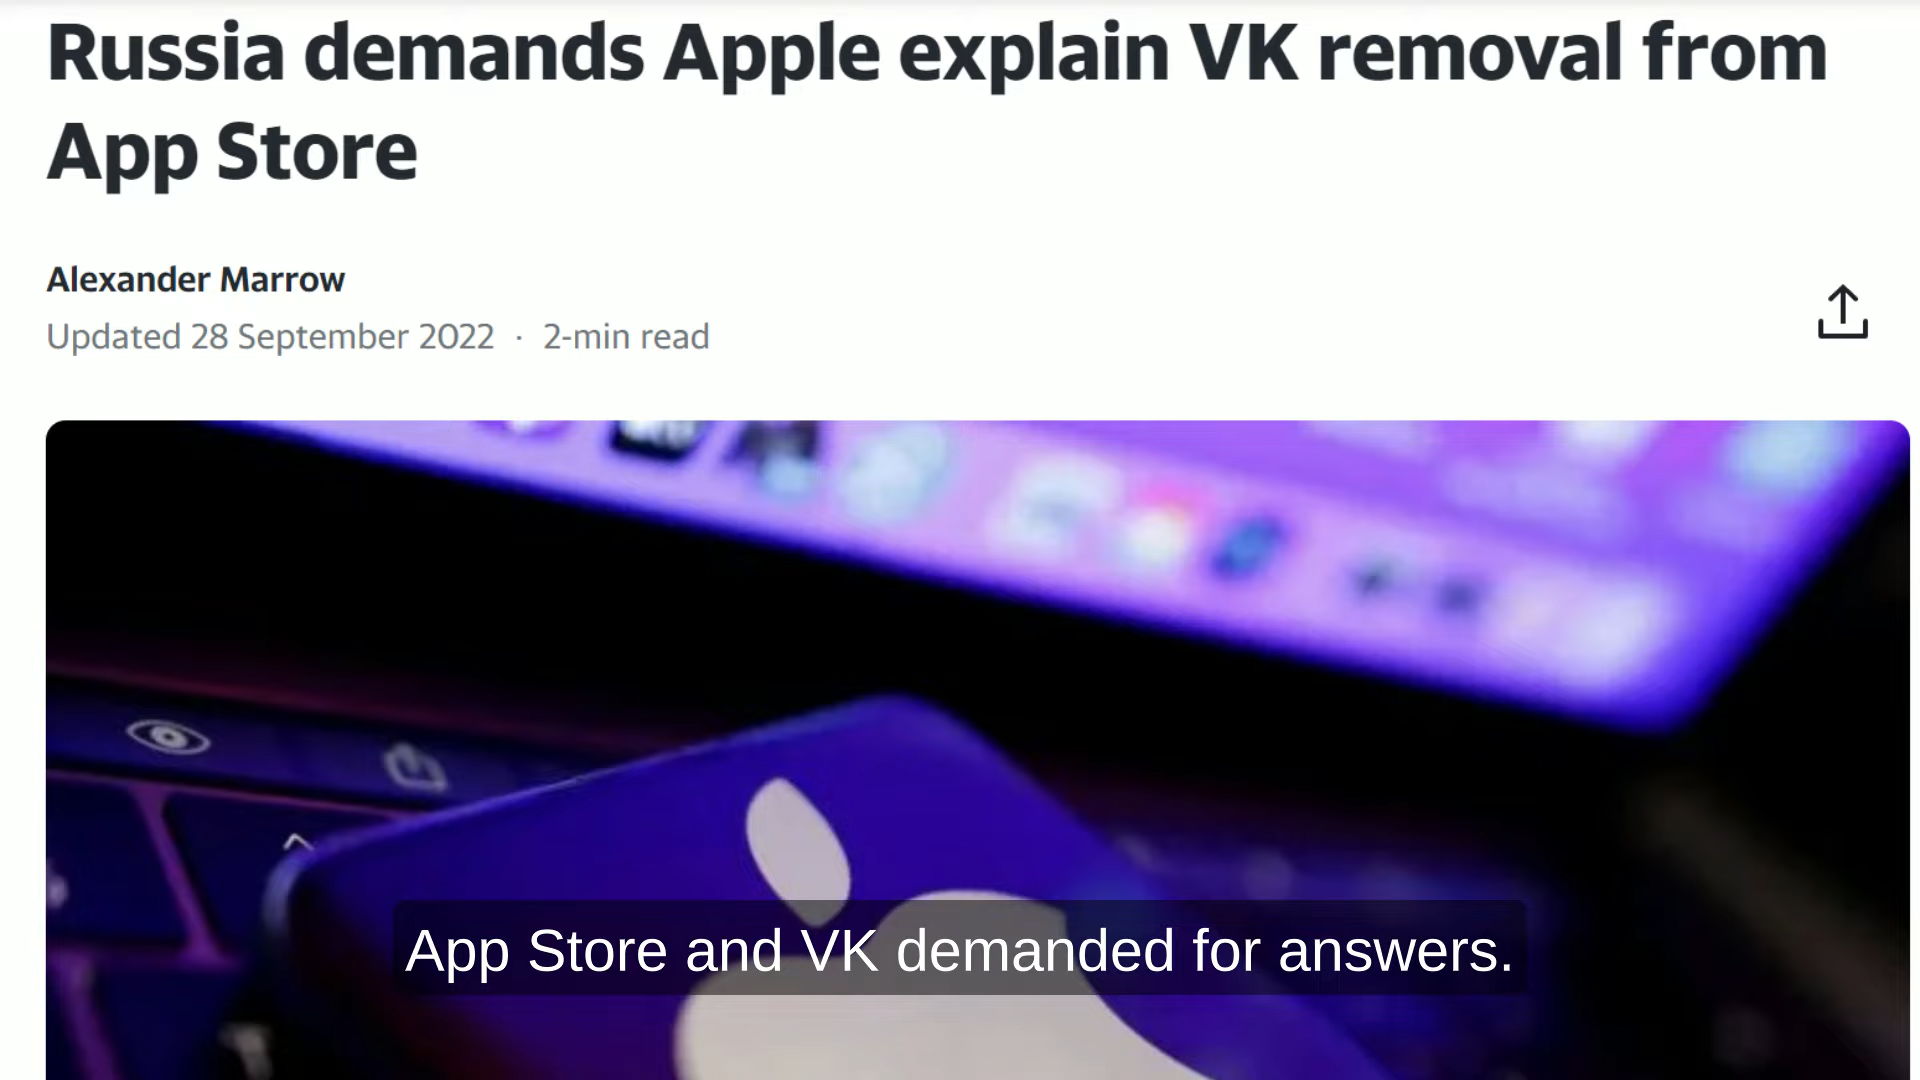 Russia demands Apple explain VK removal from
App Store
Alexander Marrow
Updated 28 September 2022 · 2-min read
App Store and VK demanded for answers.